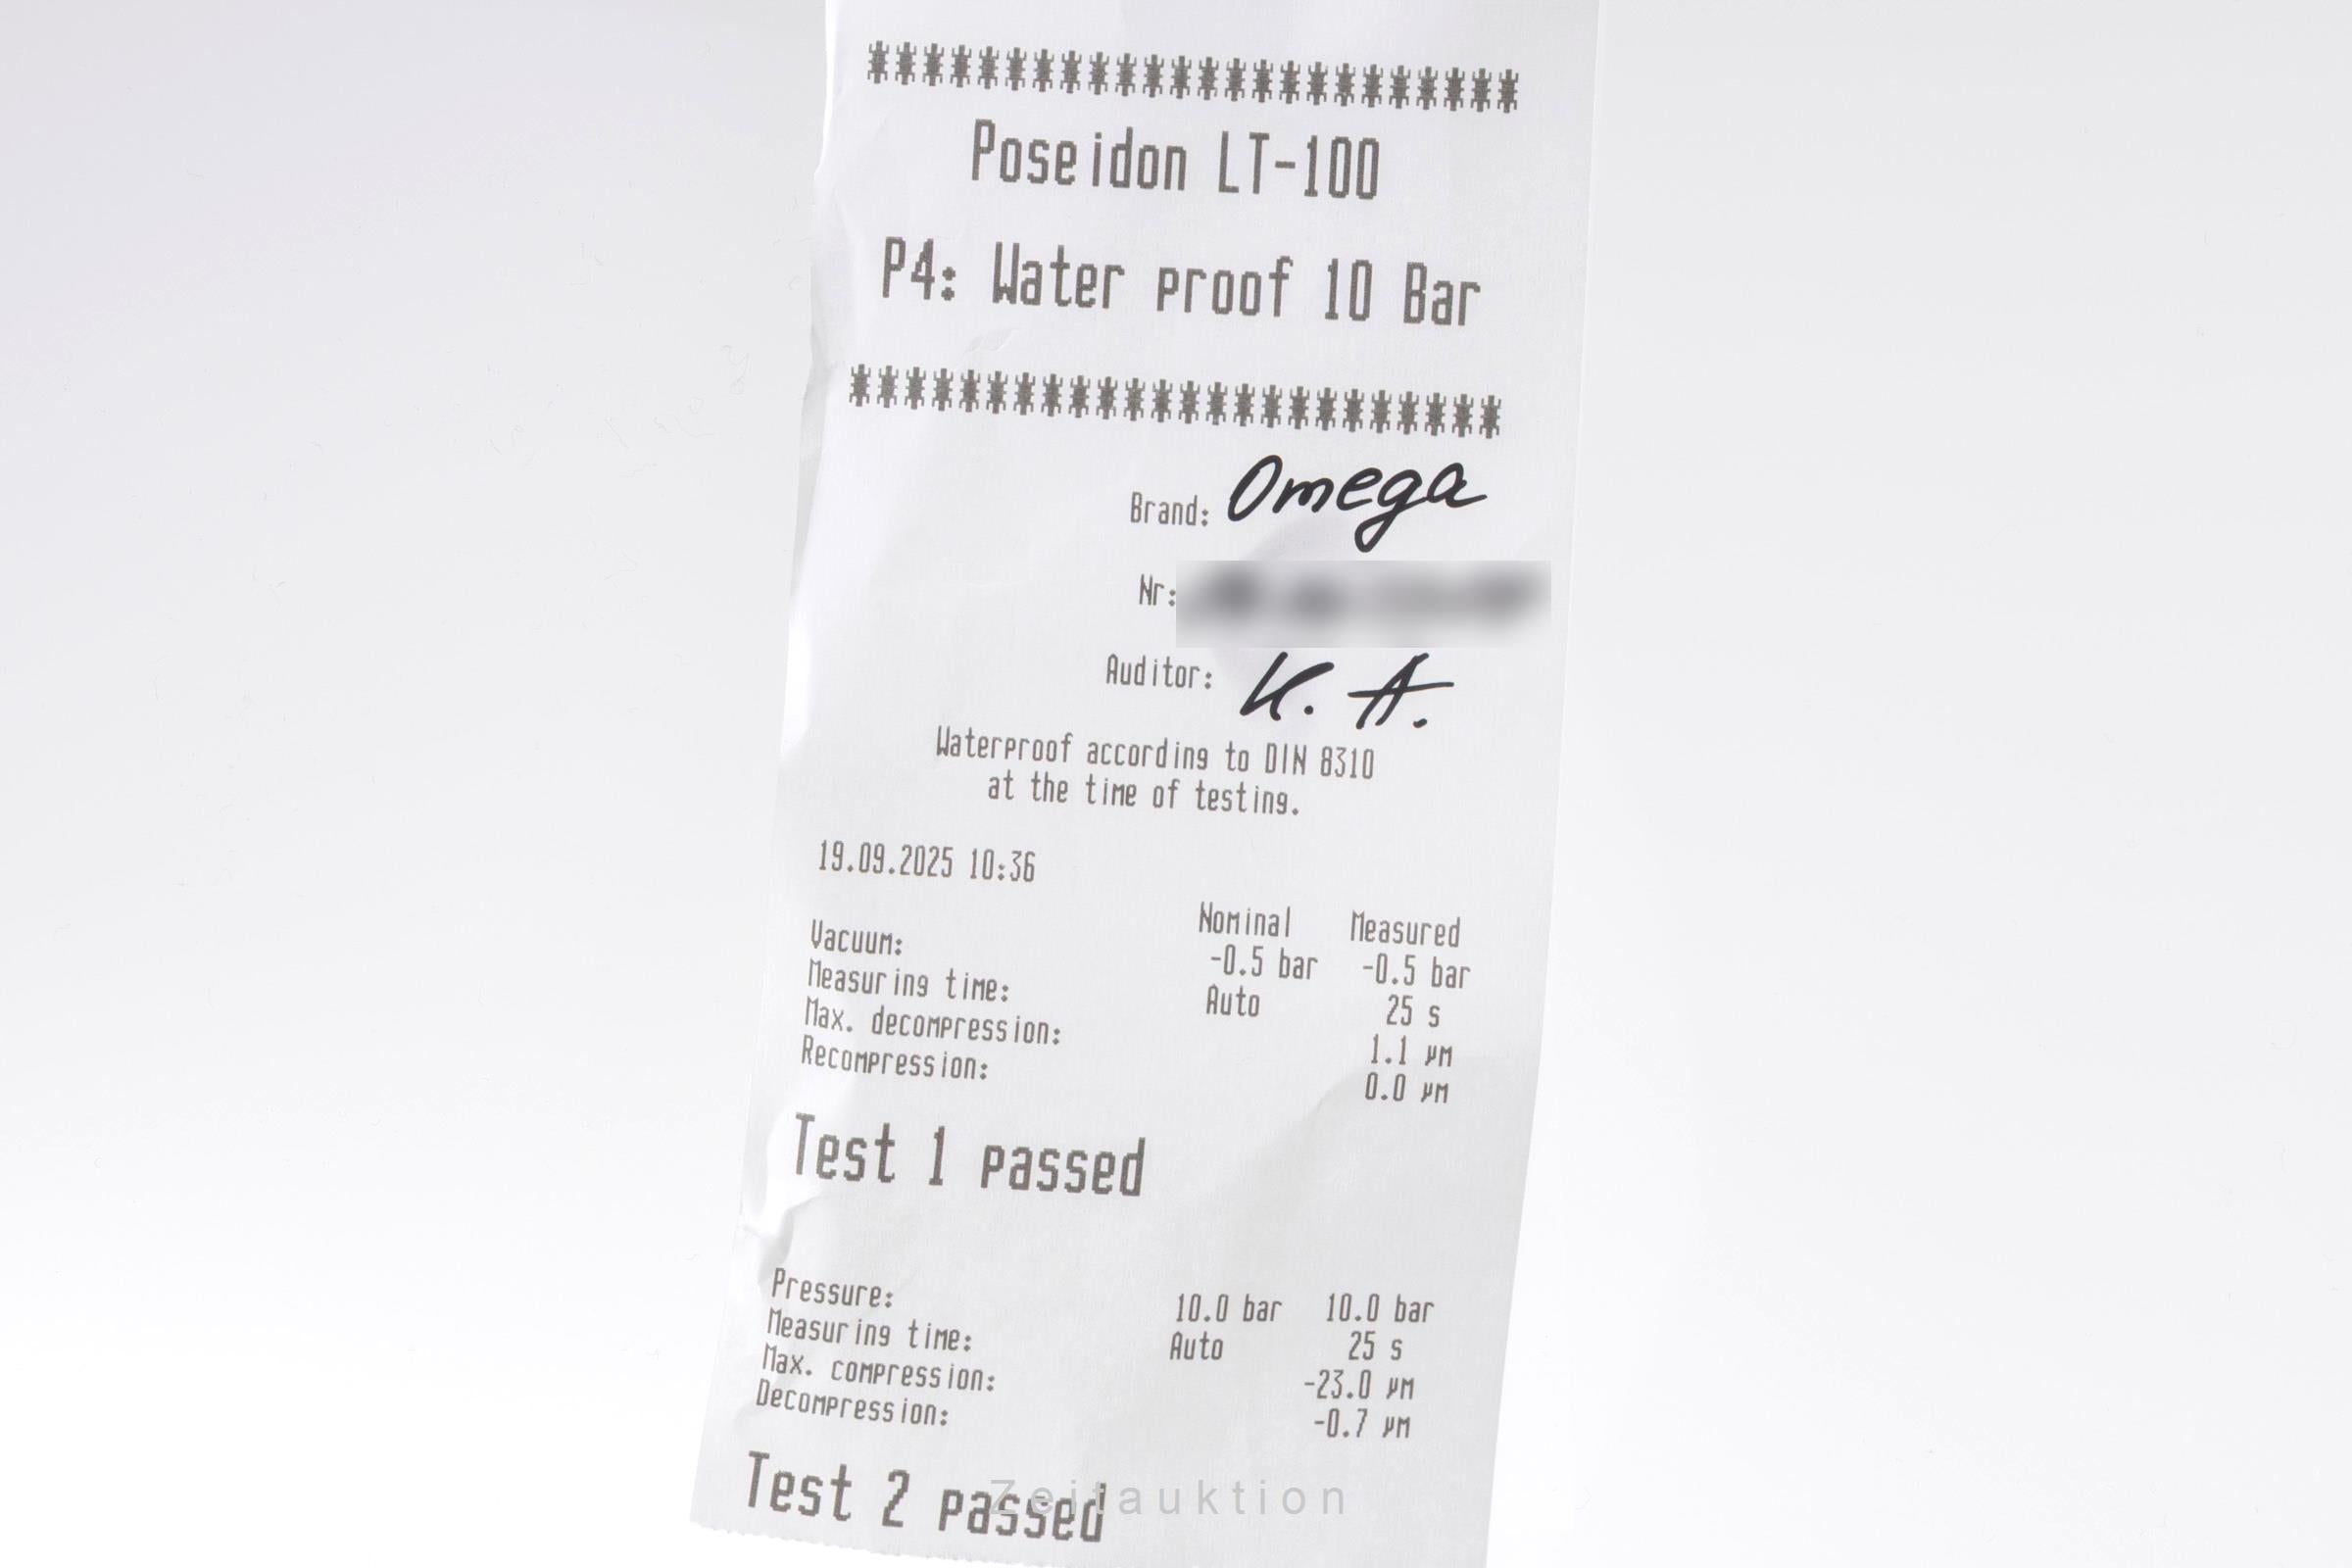 ************************
Poseidon LT-100
P4: Water proof 10 Bar
************************
Brand: Omega
Nr:
Auditor: K. A.
Waterproof according to DIN 8310
at the time of testing.
19.09.2025 10:36
Nominal Measured
Vacuum: -0.5 bar -0.5 bar
Measuring time: Auto 25 s
Max. decompression: 1.1 µm
Recompression: 0.0 µm
Test 1 passed
Pressure: 10.0 bar 10.0 bar
Measuring time: Auto 25 s
Max. compression: -23.0 µm
Decompression: -0.7 µm
Test 2 passed
Zeitauktion